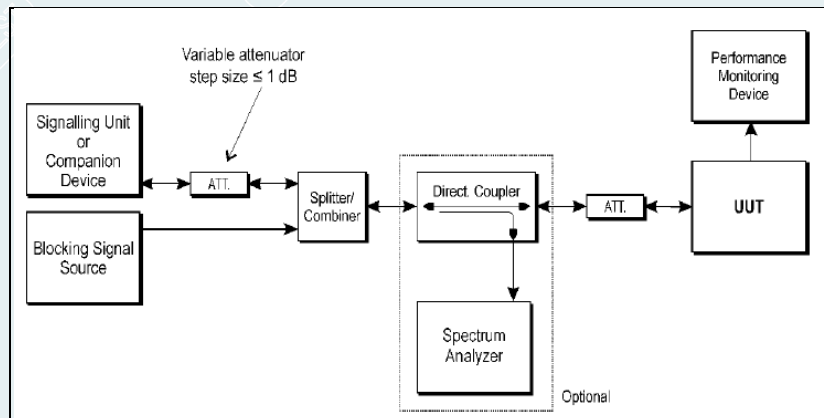 Variable attenuator
step size ≤ 1 dB
Signalling Unit
or
Companion
Device
ATT.
Splitter/
Combiner
Blocking Signal
Source
Direct. Coupler
Spectrum
Analyzer
Optional
ATT.
UUT
Performance
Monitoring
Device